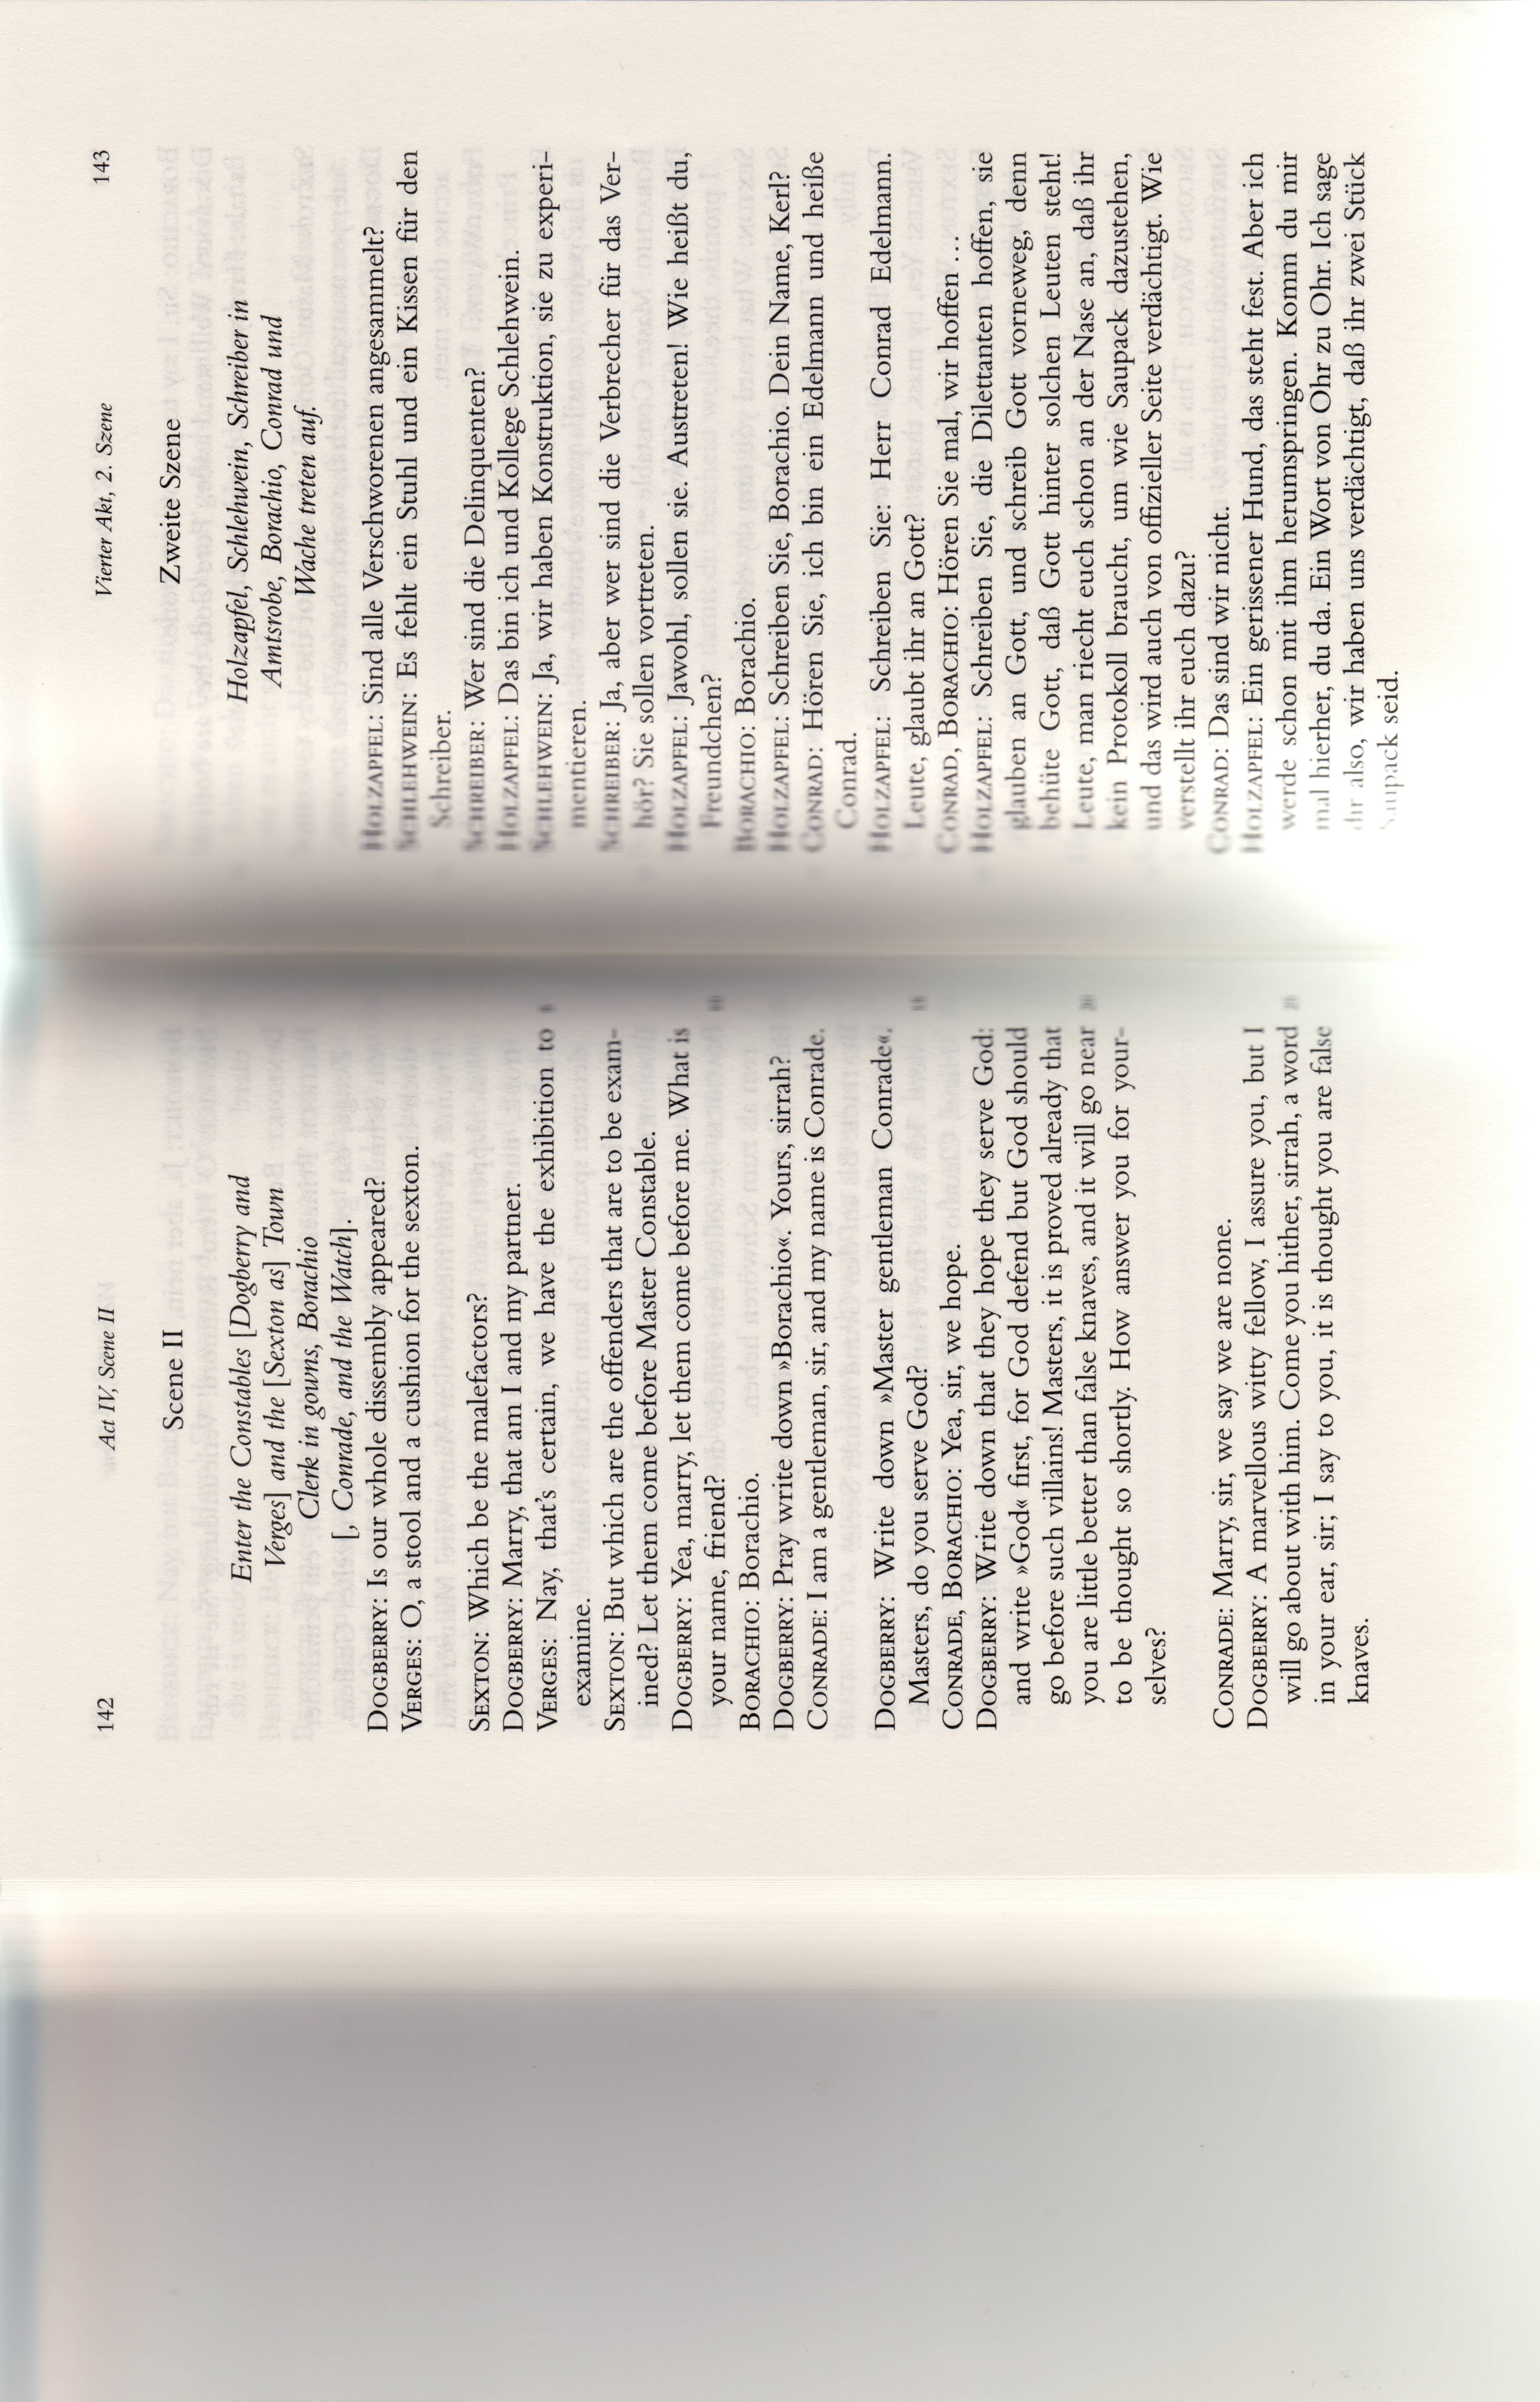 142
Act IV, Scene II
Scene II
Enter the Constables [Dogberry and
Verges] and the [Sexton as] Town
Clerk in gowns, Borachio
[, Conrade, and the Watch].
DOGBERRY: Is our whole dissembly appeared?
VERGES: O, a stool and a cushion for the sexton.
SEXTON: Which be the malefactors?
DOGBERRY: Marry, that am I and my partner.
VERGES: Nay, that's certain, we have the exhibition to 5
examine.
SEXTON: But which are the offenders that are to be exam-
ined? Let them come before Master Constable.
DOGBERRY: Yea, marry, let them come before me. What is
your name, friend? 10
BORACHIO: Borachio.
DOGBERRY: Pray write down »Borachio«. Yours, sirrah?
CONRADE: I am a gentleman, sir, and my name is Conrade.
DOGBERRY: Write down »Master gentleman Conrade«.
Masters, do you serve God? 15
CONRADE, BORACHIO: Yea, sir, we hope.
DOGBERRY: Write down that they hope they serve God:
and write »God« first, for God defend but God should
go before such villains! Masters, it is proved already that
you are little better than false knaves, and it will go near 20
to be thought so shortly. How answer you for your-
selves?
CONRADE: Marry, sir, we say we are none.
DOGBERRY: A marvellous witty fellow, I assure you, but I
will go about with him. Come you hither, sirrah, a word
in your ear, sir; I say to you, it is thought you are false
knaves.
Vierter Akt, 2. Szene
143
Zweite Szene
Holzapfel, Schlehwein, Schreiber in
Amtsrobe, Borachio, Conrad und
Wache treten auf.
HOLZAPFEL: Sind alle Verschworenen angesammelt?
SCHLEHWEIN: Es fehlt ein Stuhl und ein Kissen für den
Schreiber.
SCHREIBER: Wer sind die Delinquenten?
HOLZAPFEL: Das bin ich und Kollege Schlehwein.
SCHLEHWEIN: Ja, wir haben Konstruktion, sie zu experi-
mentieren.
SCHREIBER: Ja, aber wer sind die Verbrecher für das Ver-
hör? Sie sollen vortreten.
HOLZAPFEL: Jawohl, sollen sie. Austreten! Wie heißt du,
Freundchen?
BORACHIO: Borachio.
HOLZAPFEL: Schreiben Sie, Borachio. Dein Name, Kerl?
CONRAD: Hören Sie, ich bin ein Edelmann und heiße
Conrad.
HOLZAPFEL: Schreiben Sie: Herr Conrad Edelmann.
Leute, glaubt ihr an Gott?
CONRAD, BORACHIO: Hören Sie mal, wir hoffen …
HOLZAPFEL: Schreiben Sie, die Dilettanten hoffen, sie
glauben an Gott, und schreib Gott vorneweg, denn
behüte Gott, daß Gott hinter solchen Leuten steht!
Leute, man riecht euch schon an der Nase an, daß ihr
kein Protokoll braucht, um wie Saupack dazustehen,
und das wird auch von offizieller Seite verdächtigt. Wie
verstellt ihr euch dazu?
CONRAD: Das sind wir nicht.
HOLZAPFEL: Ein gerissener Hund, das steht fest. Aber ich
werde schon mit ihm herumspringen. Komm du mir
mal hierher, du da. Ein Wort von Ohr zu Ohr. Ich sage
dir also, wir haben uns verdächtigt, daß ihr zwei Stück
Saupack seid.